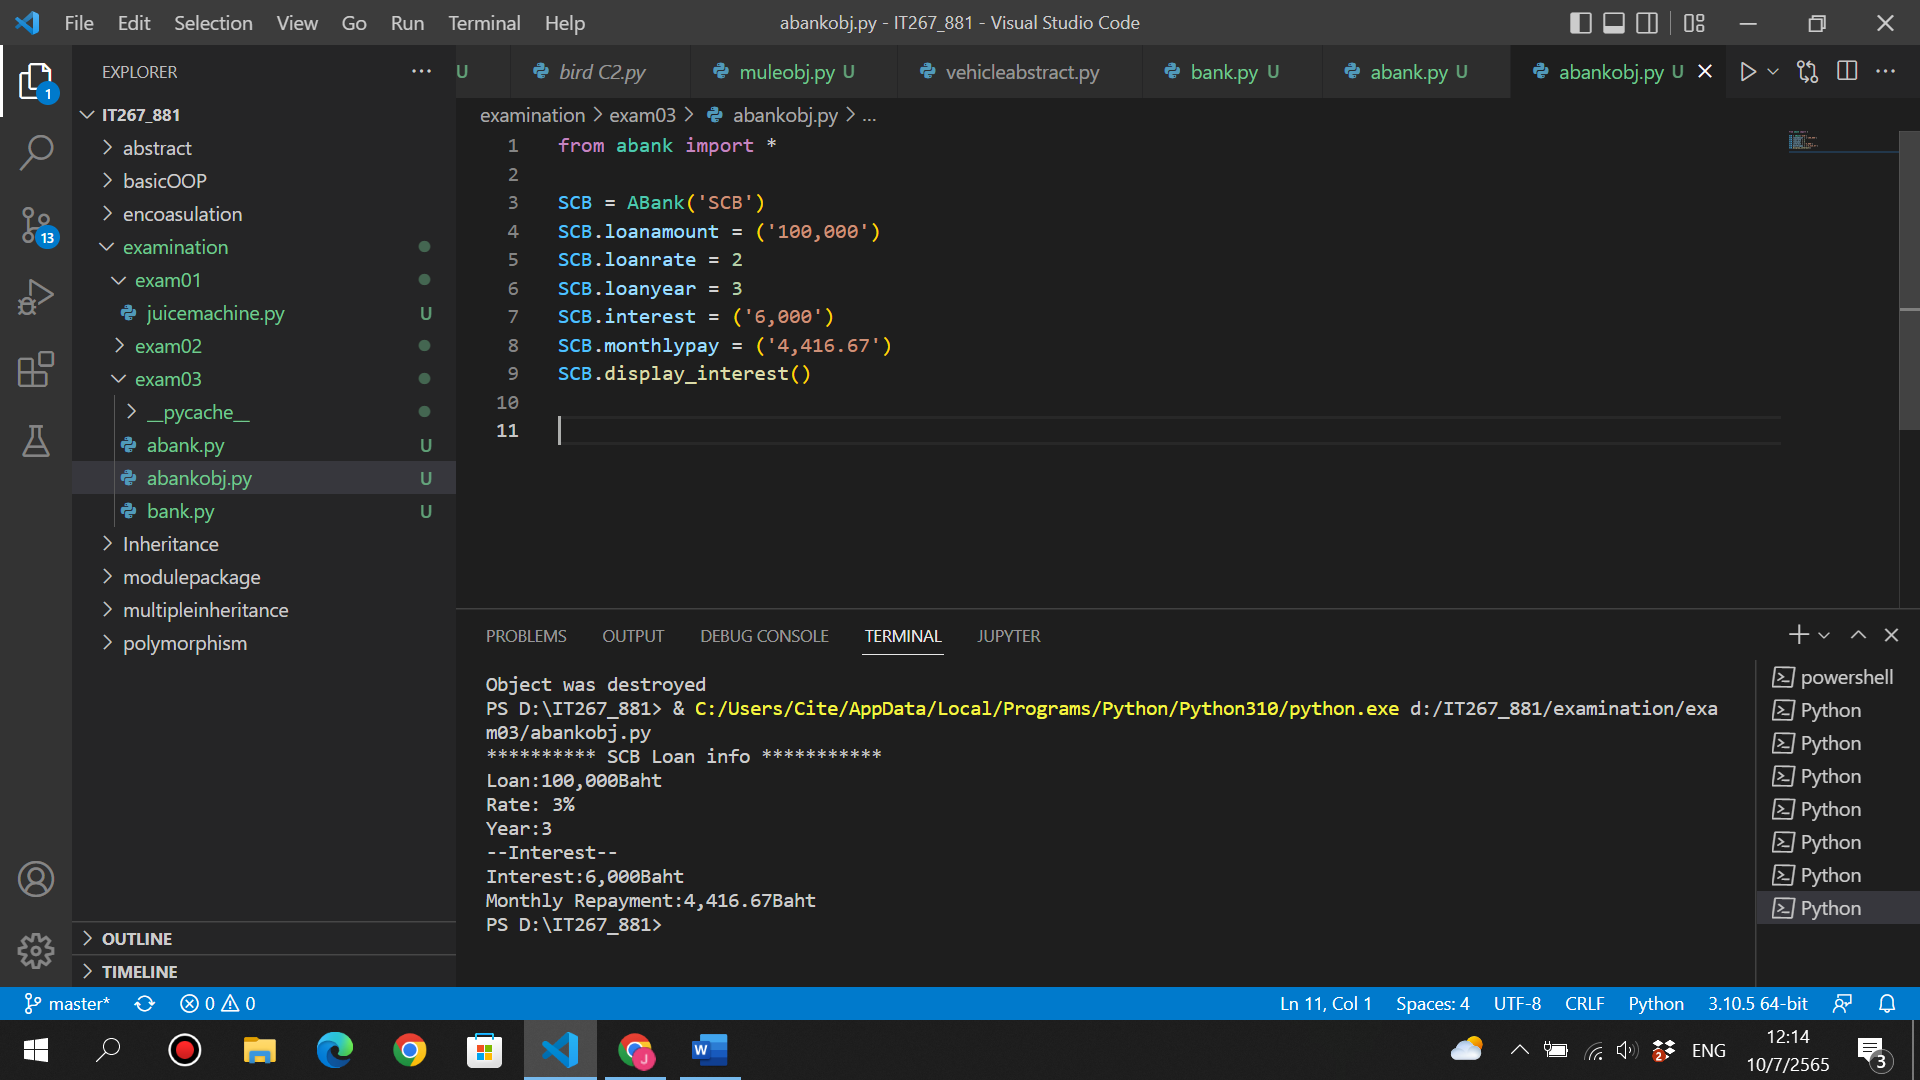 File Edit Selection View Go Run Terminal Help
abankobj.py - IT267_881 - Visual Studio Code
EXPLORER
U
bird C2.py
muleobj.py U
vehicleabstract.py
bank.py U
abank.py U
abankobj.py U
1
IT267_881
abstract
basicOOP
encoasulation
13
examination
exam01
juicemachine.py U
exam02
exam03
__pycache__
abank.py U
abankobj.py U
bank.py U
Inheritance
modulepackage
multipleinheritance
polymorphism
OUTLINE
TIMELINE
examination > exam03 > abankobj.py > ...
1 from abank import *
2
3 SCB = ABank('SCB')
4 SCB.loanamount = ('100,000')
5 SCB.loanrate = 2
6 SCB.loanyear = 3
7 SCB.interest = ('6,000')
8 SCB.monthlypay = ('4,416.67')
9 SCB.display_interest()
10
11
PROBLEMS OUTPUT DEBUG CONSOLE TERMINAL JUPYTER
Object was destroyed
PS D:\IT267_881> & C:/Users/Cite/AppData/Local/Programs/Python/Python310/python.exe d:/IT267_881/examination/exa
m03/abankobj.py
********** SCB Loan info ***********
Loan:100,000Baht
Rate: 3%
Year:3
--Interest--
Interest:6,000Baht
Monthly Repayment:4,416.67Baht
PS D:\IT267_881>
powershell
Python
Python
Python
Python
Python
Python
Python
master* 0 0
Ln 11, Col 1 Spaces: 4 UTF-8 CRLF Python 3.10.5 64-bit
J
W
2
ENG
12:14
10/7/2565
3